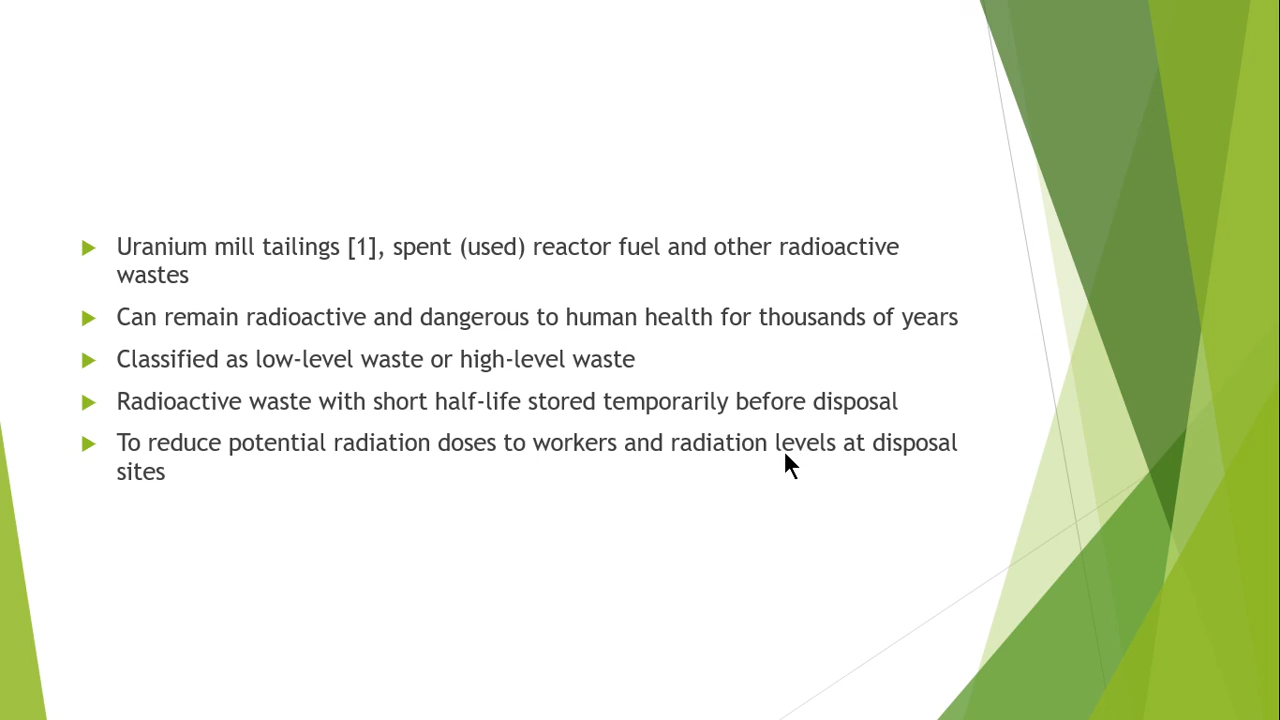 Uranium mill tailings [1], spent (used) reactor fuel and other radioactive
wastes
Can remain radioactive and dangerous to human health for thousands of years
Classified as low-level waste or high-level waste
Radioactive waste with short half-life stored temporarily before disposal
To reduce potential radiation doses to workers and radiation levels at disposal
sites